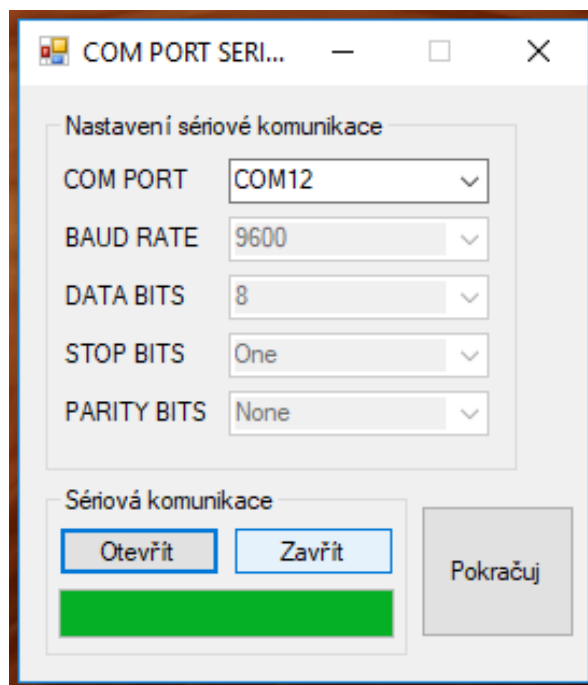 COM PORT SERI...
Nastavení sériové komunikace
COM PORT COM12
BAUD RATE 9600
DATA BITS 8
STOP BITS One
PARITY BITS None
Sériová komunikace
Otevřít Zavřít
Pokračuj